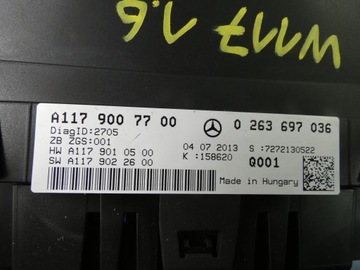 W117 1.6
A117 900 77 00
0 263 697 036
DiagID:2705
ZB ZGS:001
04 07 2013
S :7272130522
HW A117 901 05 00
K :158620
Q001
SW A117 902 26 00
Made in Hungary